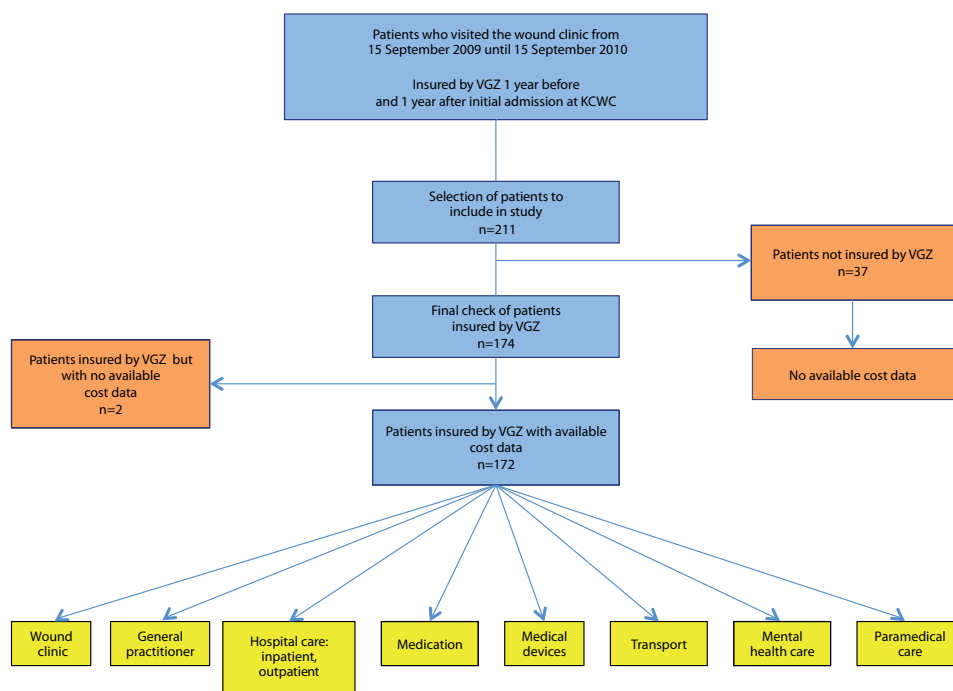 Patients who visited the wound clinic from
15 September 2009 until 15 September 2010
Insured by VGZ 1 year before
and 1 year after initial admission at KCWC
Selection of patients to
include in study
n=211
Patients not insured by VGZ
n=37
Final check of patients
insured by VGZ
n=174
Patients insured by VGZ but
with no available
cost data
n=2
No available cost data
Patients insured by VGZ with available
cost data
n=172
Wound
clinic
General
practitioner
Hospital care:
inpatient,
outpatient
Medication
Medical
devices
Transport
Mental
health care
Paramedical
care